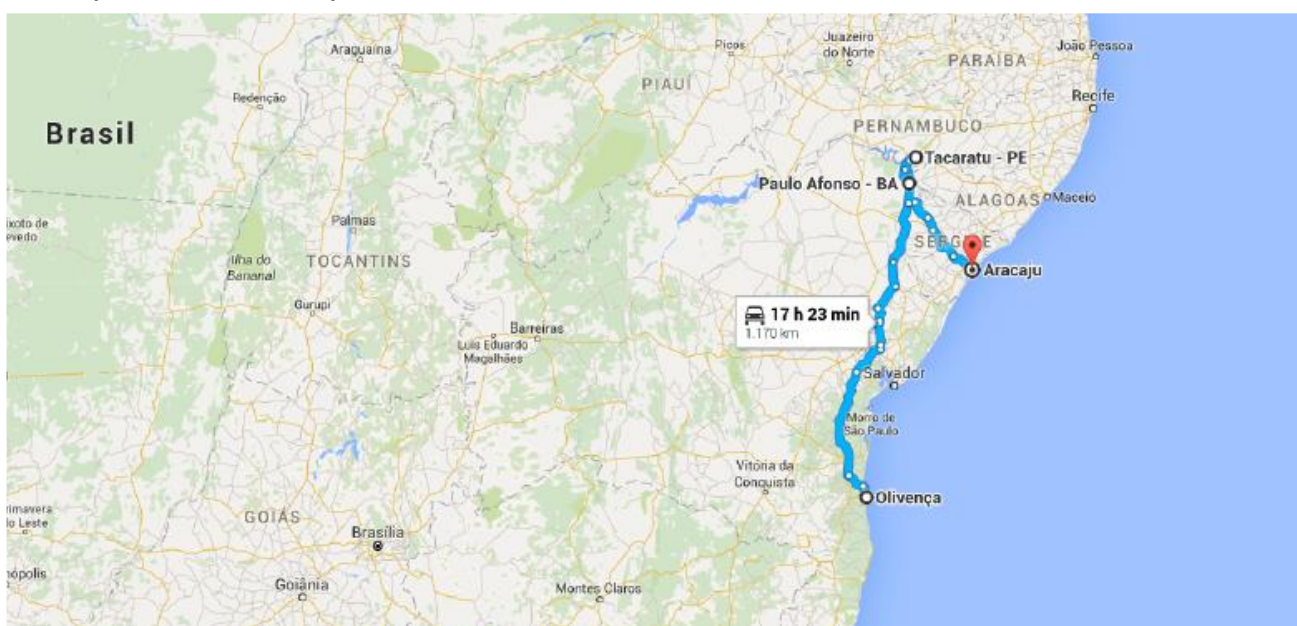 Juazeiro
do Norte
Picos
João Pessoa
Araguaína
PARAÍBA
PIAUÍ
Redenção
Recife
Brasil
PERNAMBUCO
Tacaratu - PE
Paulo Afonso - BA
ALAGOAS
Maceió
Palmas
SERGIPE
Ilha do
Bananal
TOCANTINS
Aracaju
Gurupi
17 h 23 min
1.170 km
Barreiras
Luís Eduardo
Magalhães
Salvador
Morro de
São Paulo
Vitória da
Conquista
Olivença
GOIÁS
Brasília
Goiânia
Montes Claros